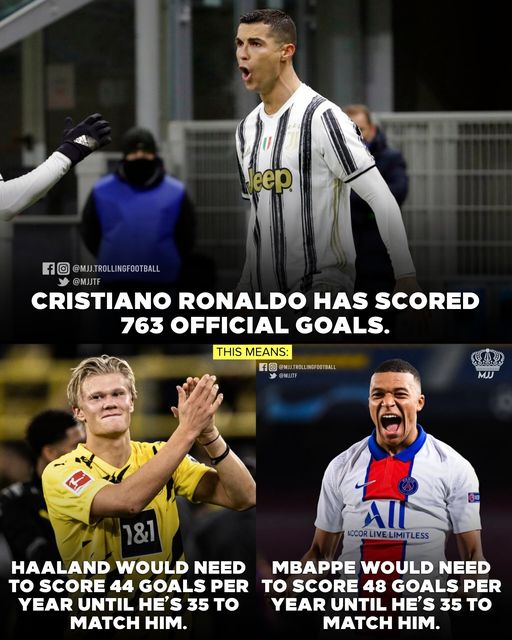 Jeep
@MJJ.TROLLINGFOOTBALL
@MJJTF
CRISTIANO RONALDO HAS SCORED
763 OFFICIAL GOALS.
THIS MEANS:
@MJJ.TROLLINGFOOTBALL
@MJJTF
MJJ
1&1
ALL
ACCOR LIVE LIMITLESS
HAALAND WOULD NEED
TO SCORE 44 GOALS PER
YEAR UNTIL HE'S 35 TO
MATCH HIM.
MBAPPE WOULD NEED
TO SCORE 48 GOALS PER
YEAR UNTIL HE'S 35 TO
MATCH HIM.